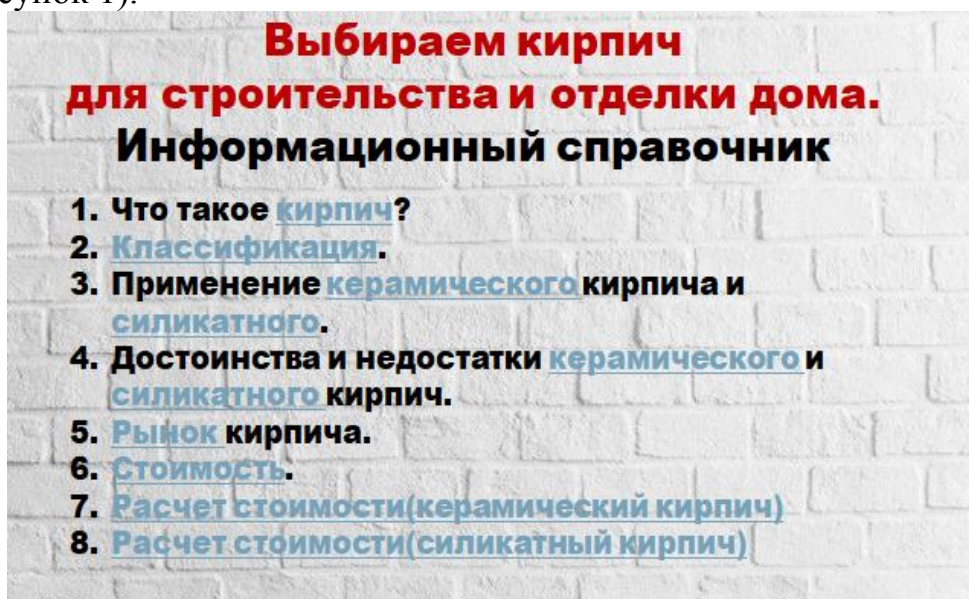 Выбираем кирпич
для строительства и отделки дома.
Информационный справочник
1. Что такое кирпич?
2. Классификация.
3. Применение керамического кирпича и
силикатного.
4. Достоинства и недостатки керамического и
силикатного кирпич.
5. Рынок кирпича.
6. Стоимость.
7. Расчет стоимости(керамический кирпич)
8. Расчет стоимости(силикатный кирпич)